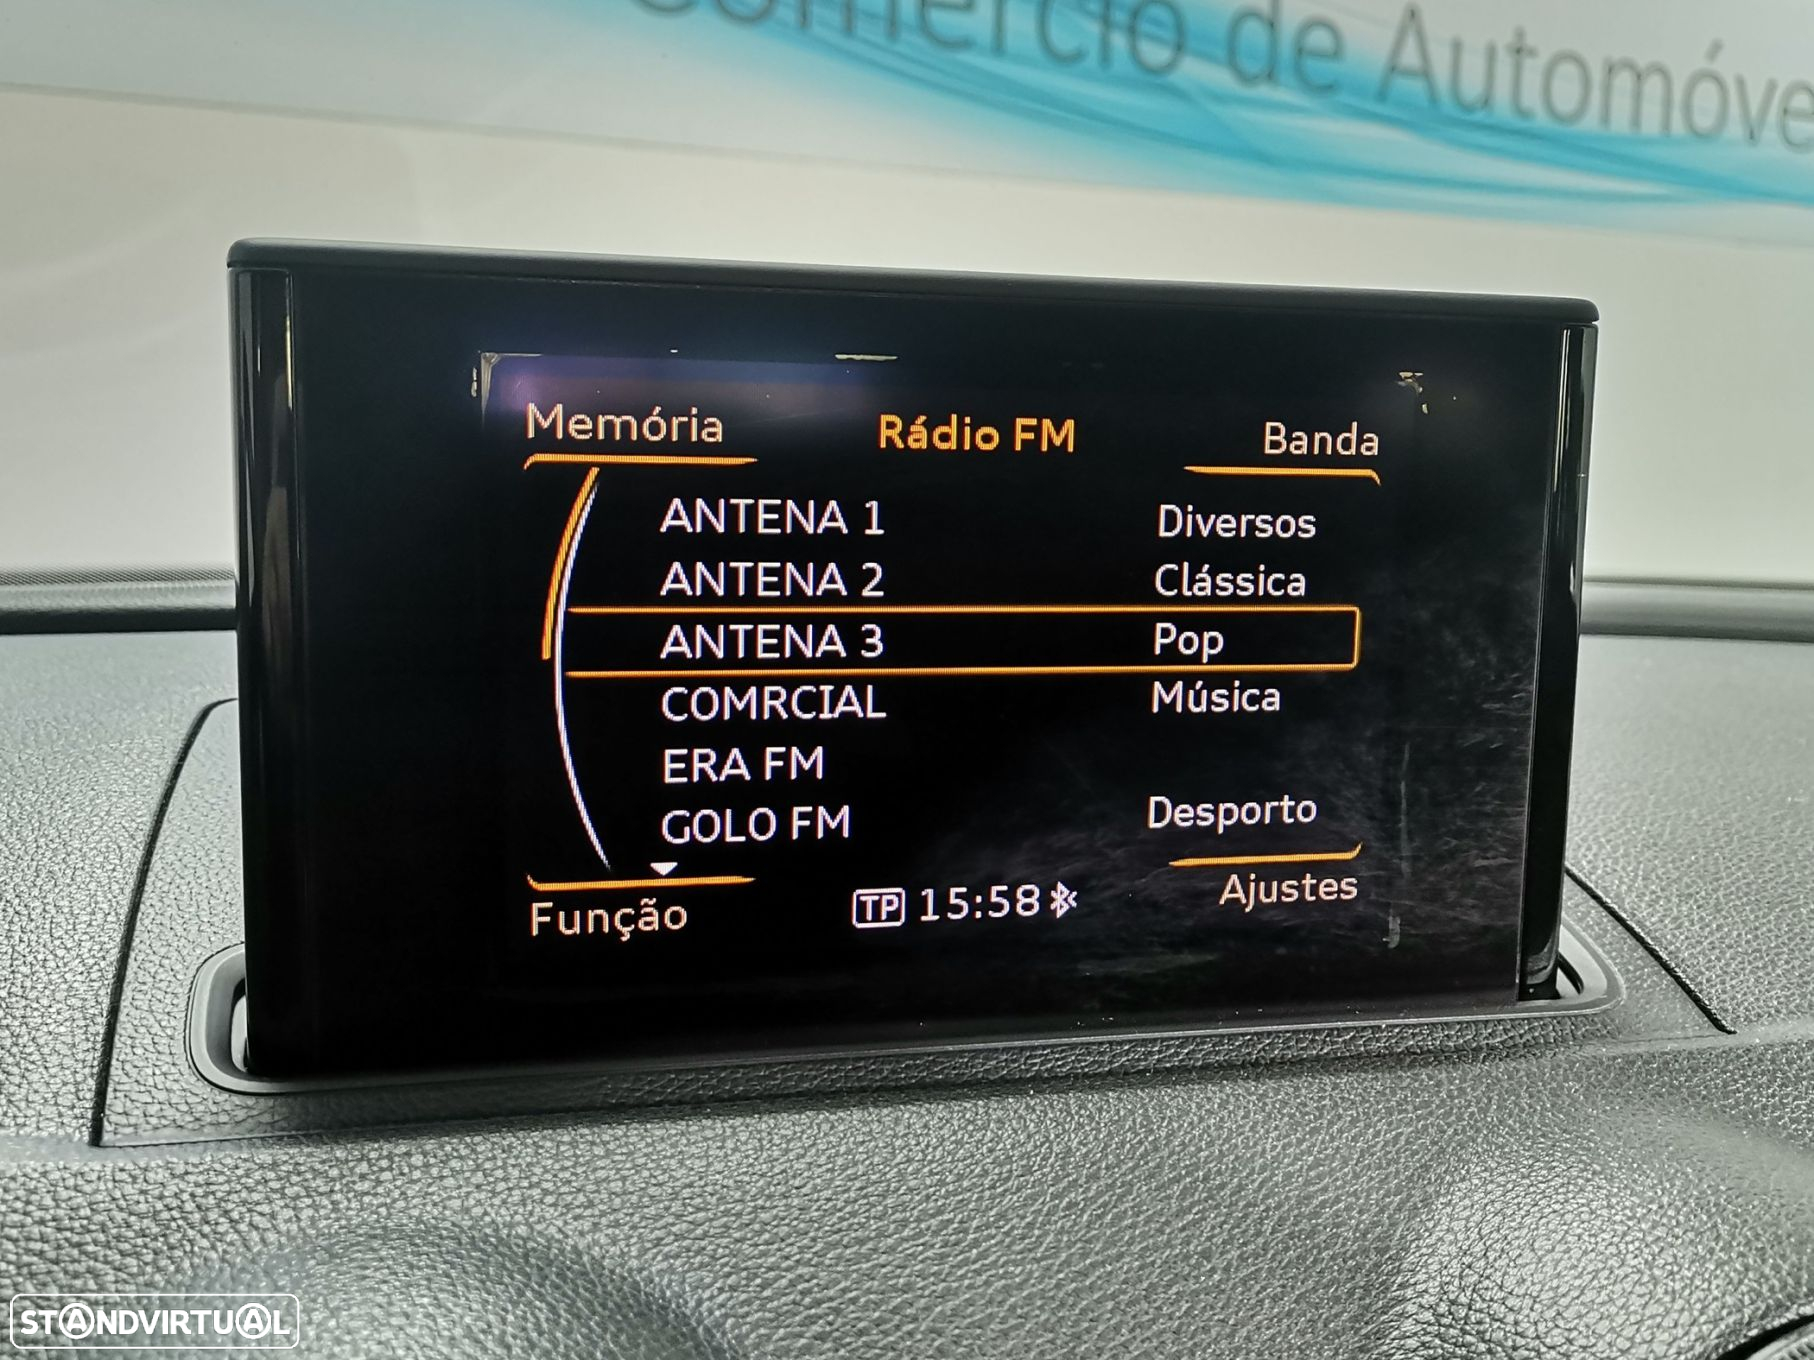 Comércio de Automóve
Memória Rádio FM Banda
ANTENA 1 Diversos
ANTENA 2 Clássica
ANTENA 3 Pop
COMRCIAL Música
ERA FM
GOLO FM Desporto
Função TP 15:58 Ajustes
STANDVIRTUAL